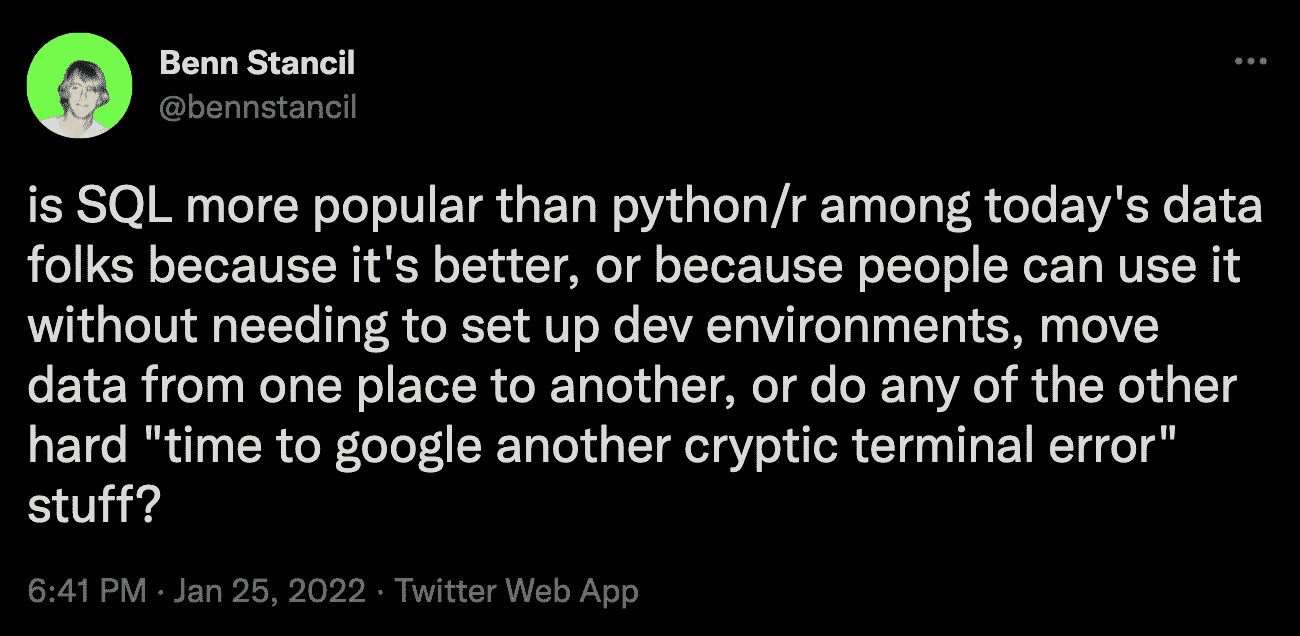 Benn Stancil
@bennstancil
is SQL more popular than python/r among today's data
folks because it's better, or because people can use it
without needing to set up dev environments, move
data from one place to another, or do any of the other
hard "time to google another cryptic terminal error"
stuff?
6:41 PM · Jan 25, 2022 · Twitter Web App